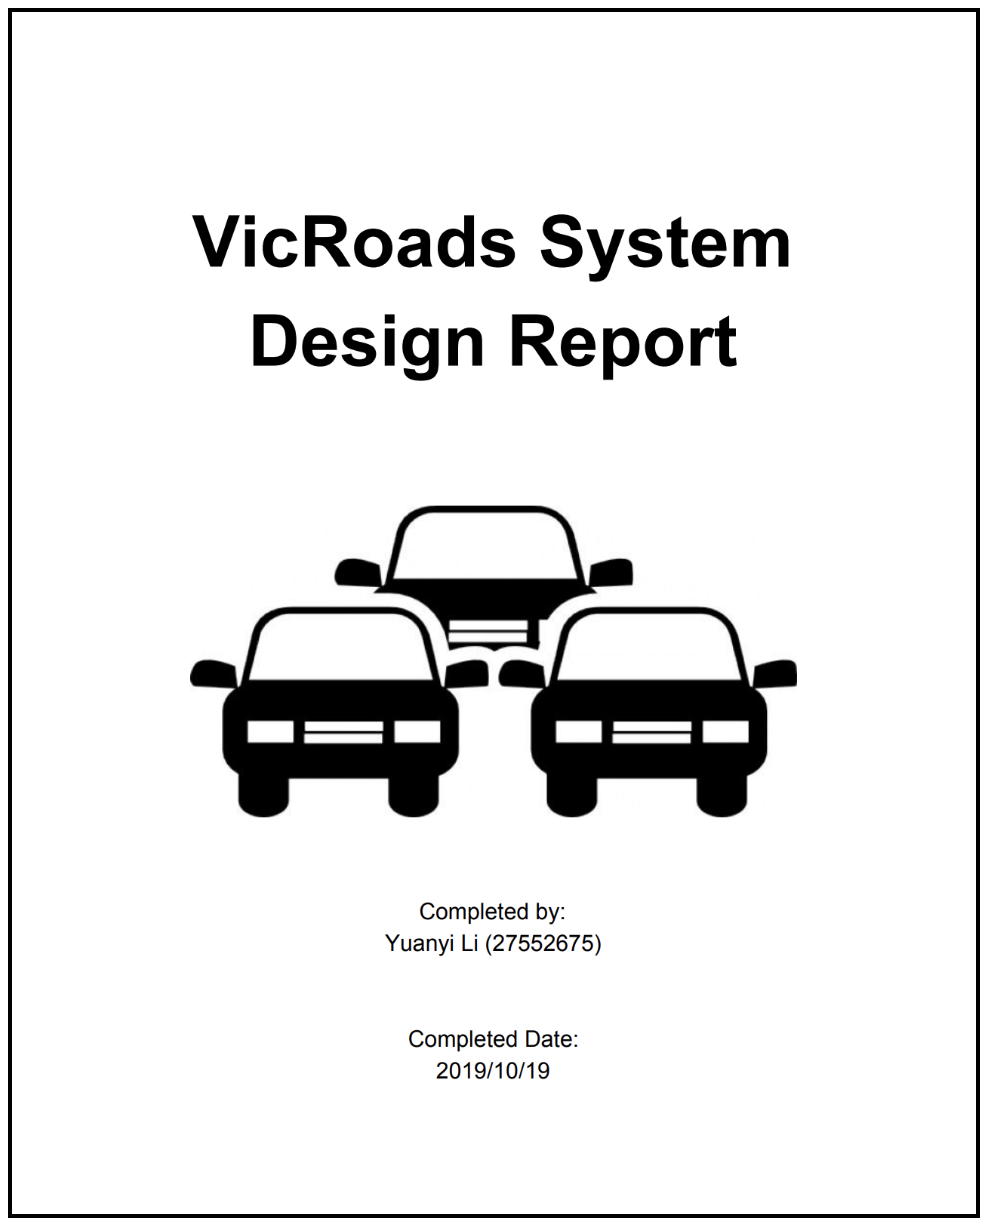 VicRoads System
Design Report
Completed by:
Yuanyi Li (27552675)
Completed Date:
2019/10/19